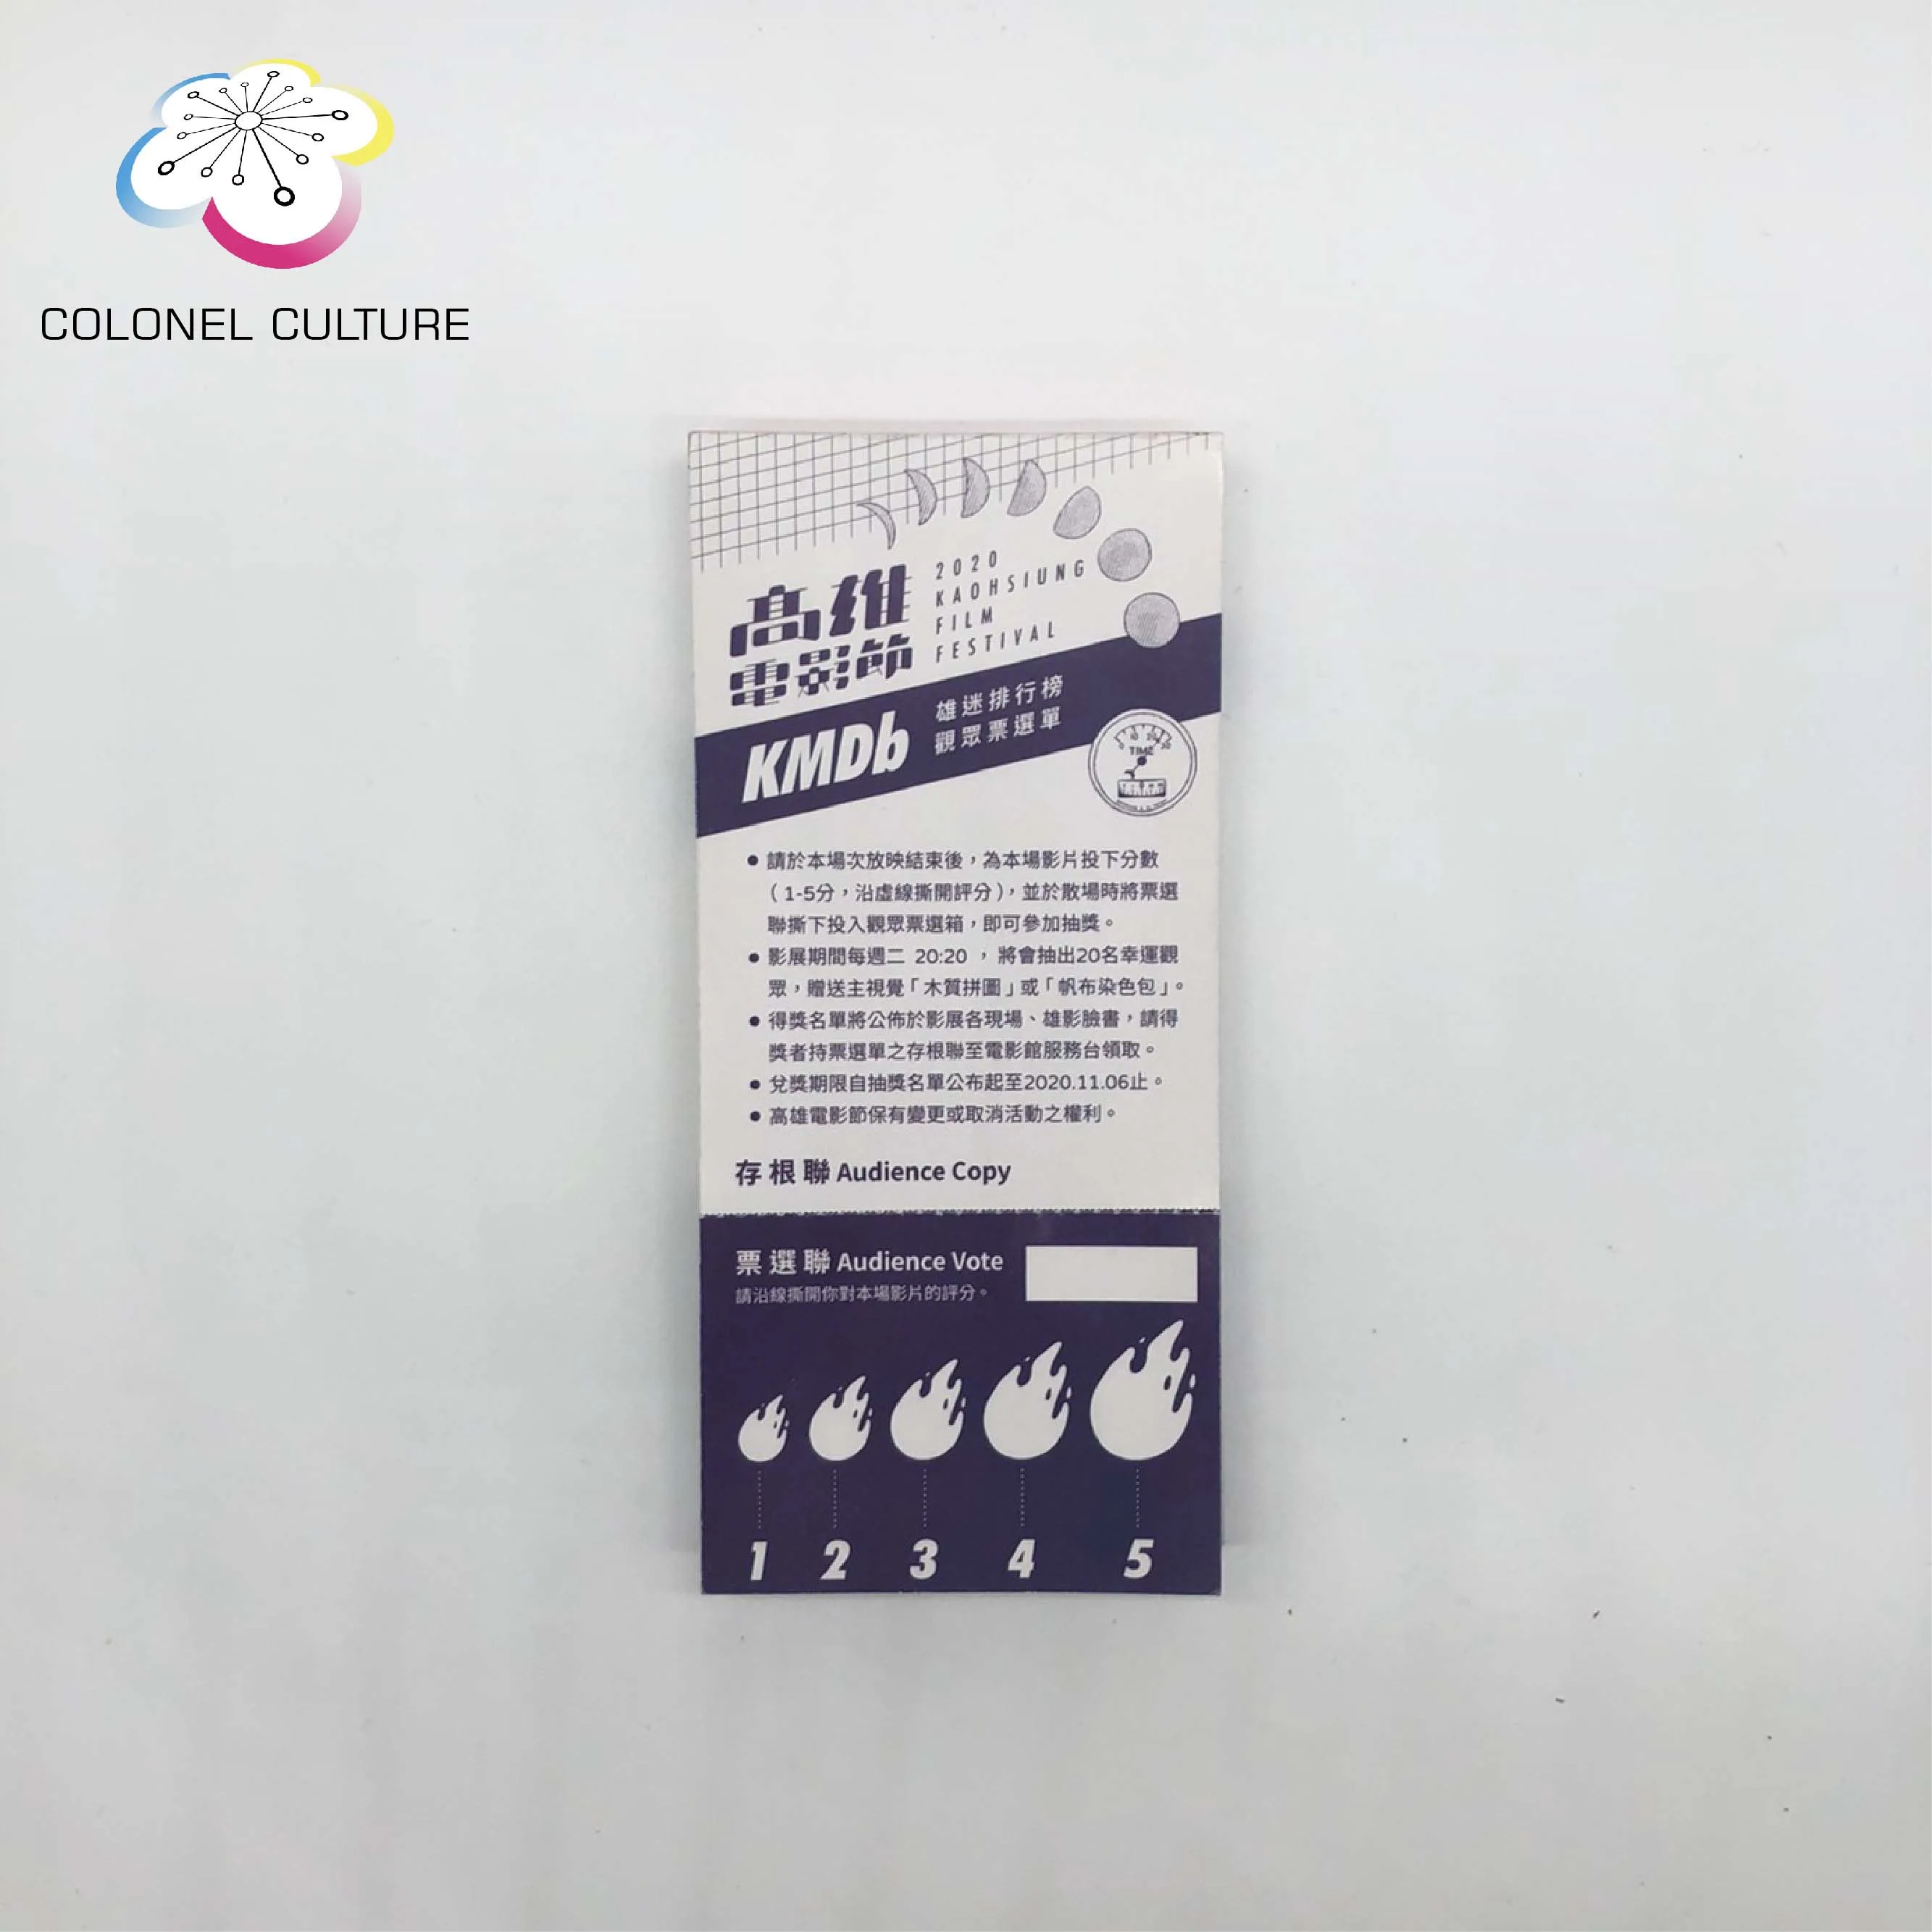 COLONEL CULTURE
高雄
電影節
2020
KAOHSIUNG
FILM
FESTIVAL
KMDb
雄迷排行榜
觀眾票選單
TIME
● 請於本場次放映結束後，為本場影片投下分數
（1-5分，沿虛線撕開評分），並於散場時將票選
聯撕下投入觀眾票選箱，即可參加抽獎。
● 影展期間每週二 20:20 ， 將會抽出20名幸運觀
眾，贈送主視覺「木質拼圖」或「帆布染色包」。
● 得獎名單將公佈於影展各現場、雄影臉書，請得
獎者持票選單之存根聯至電影館服務台領取。
● 兌獎期限自抽獎名單公布起至2020.11.06止。
● 高雄電影節保有變更或取消活動之權利。
存根聯 Audience Copy
票選聯 Audience Vote
請沿線撕開你對本場影片的評分。
1 2 3 4 5